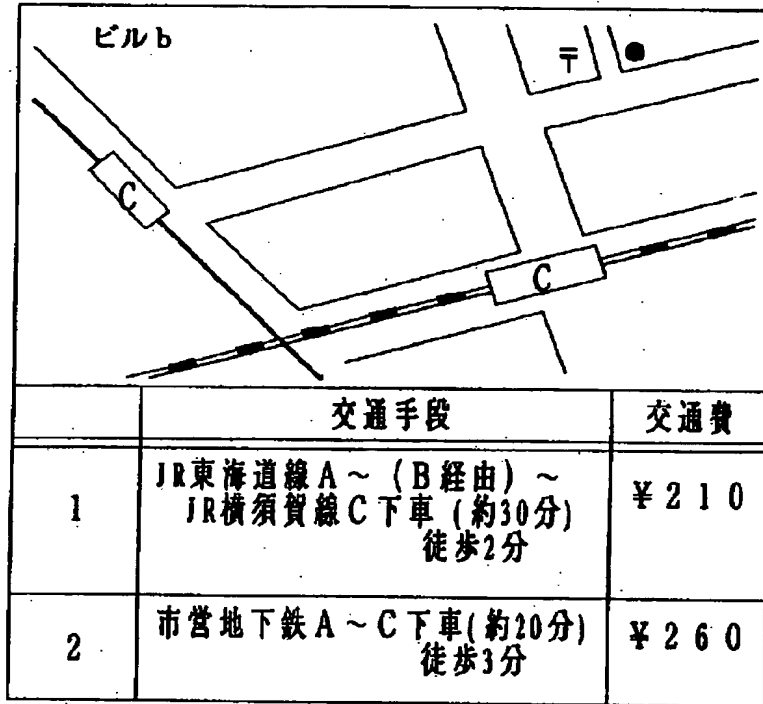 ビルb
〒
C
C
交通手段
交通費
1
JR東海道線A~(B経由)~
JR横須賀線C下車(約30分)
徒歩2分
¥210
2
市営地下鉄A~C下車(約20分)
徒歩3分
¥260